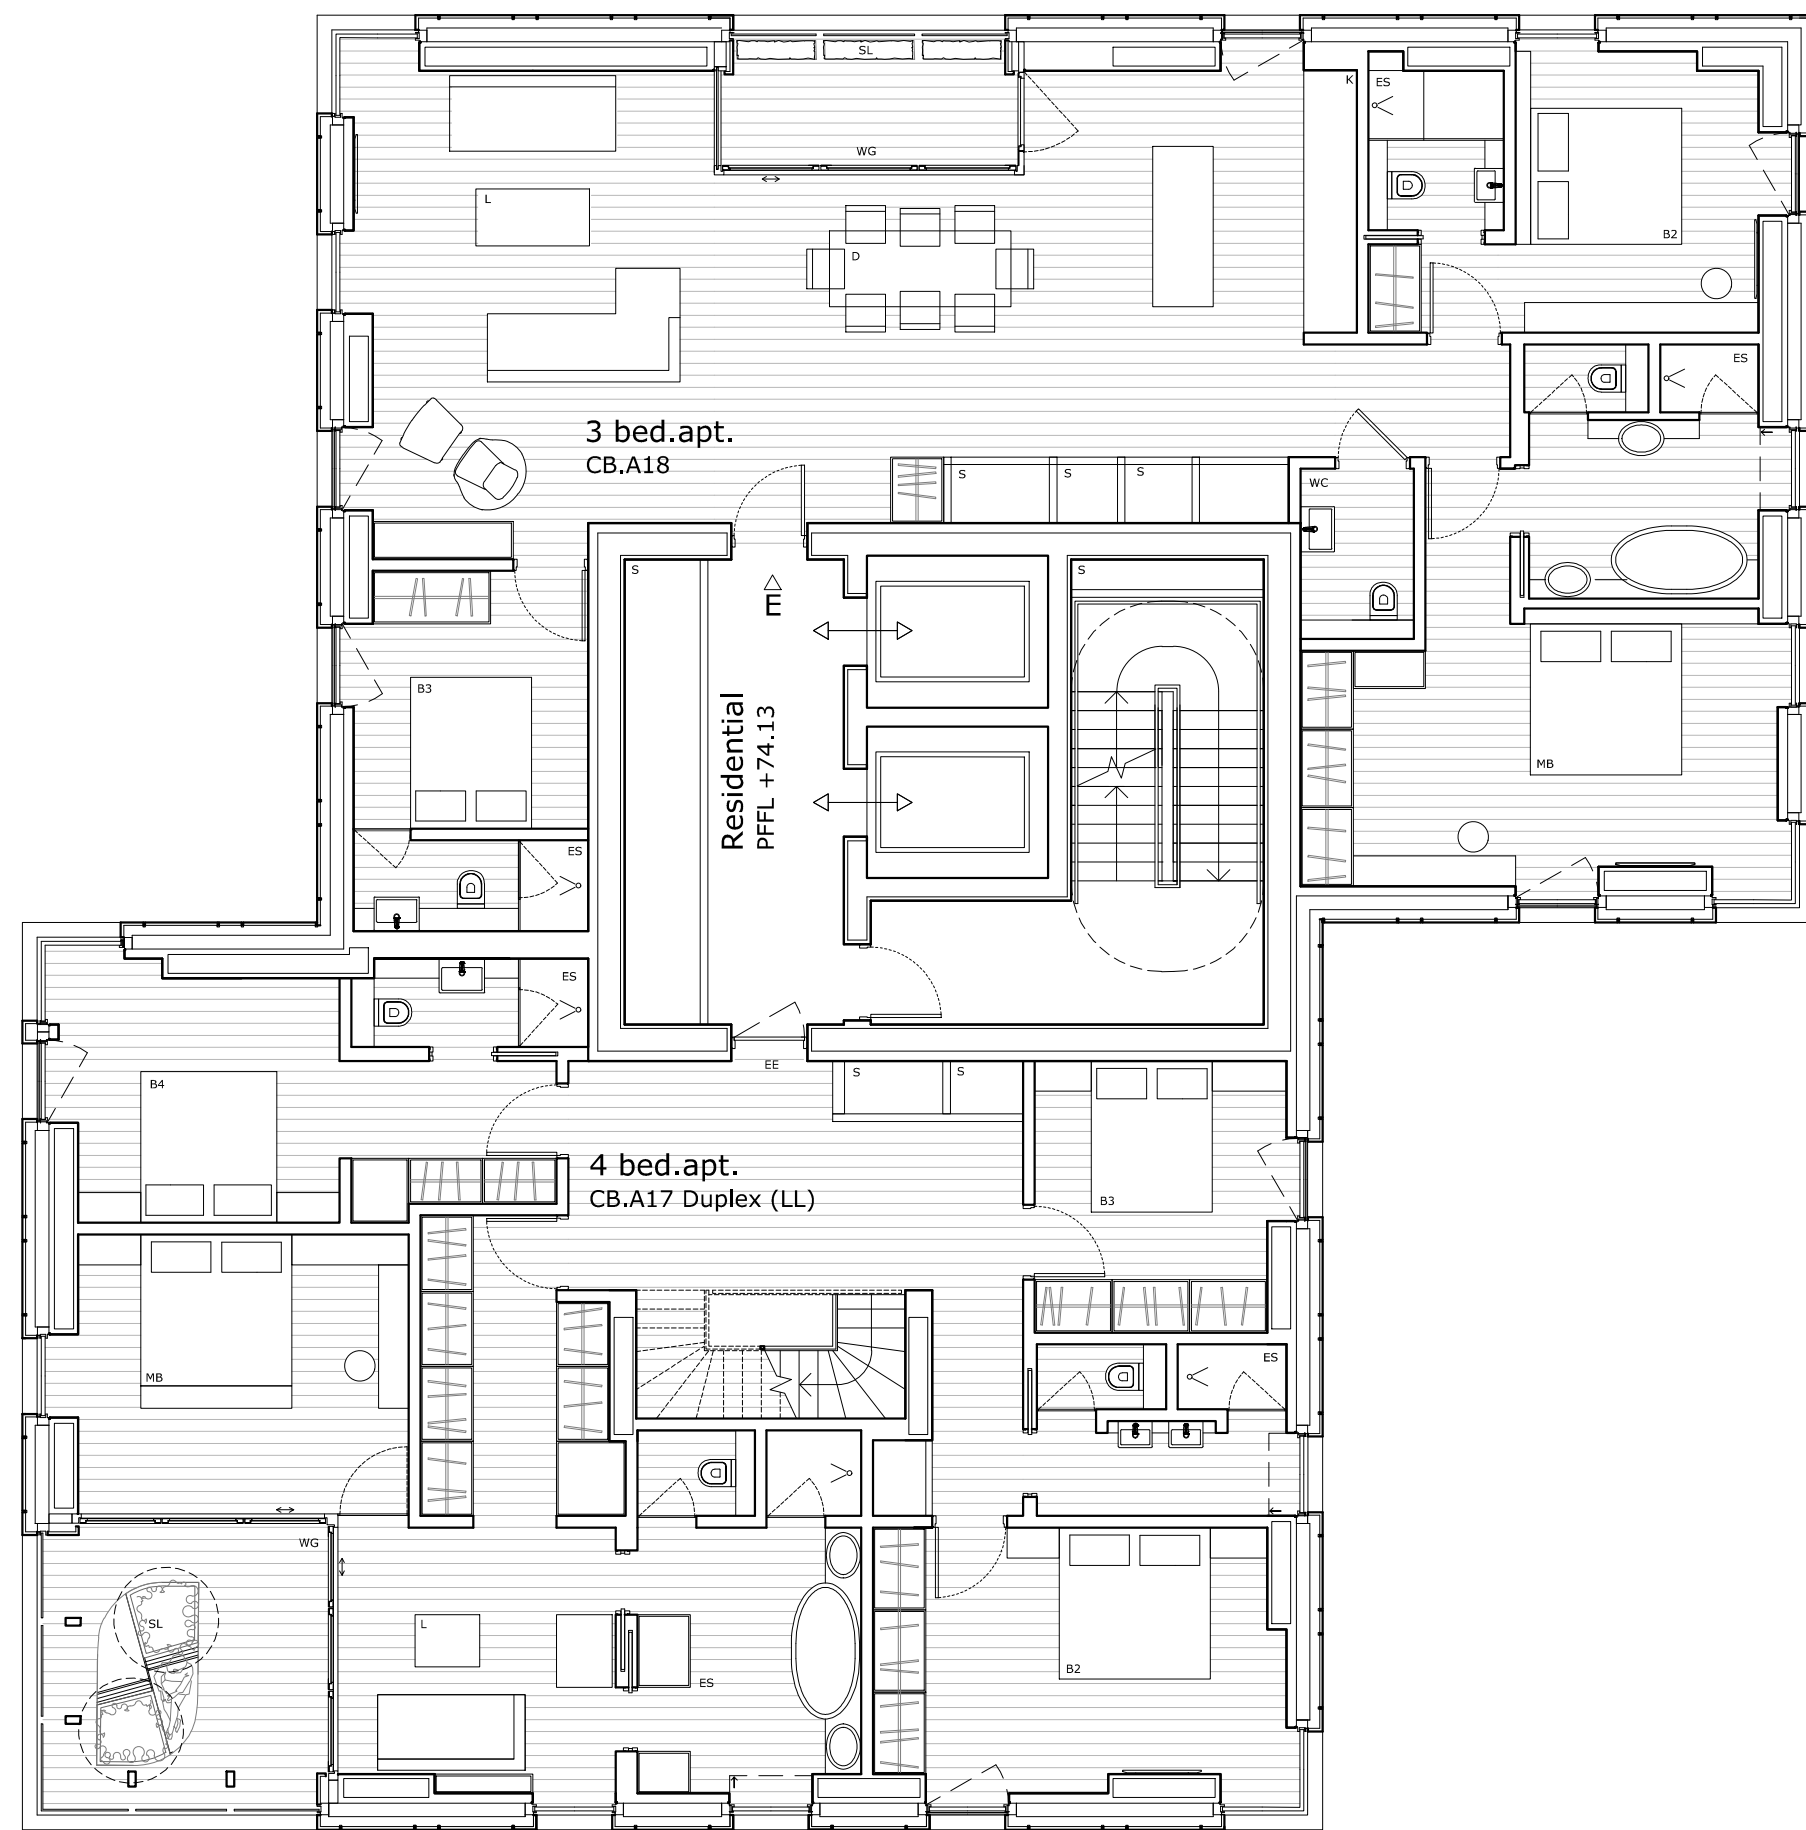 SL
K
ES
WG
L
B2
D
ES
3 bed.apt.
CB.A18
S
S
S
WC
S
S
E
B3
Residential
PFFL +74.13
MB
ES
ES
EE
S
S
B4
4 bed.apt.
CB.A17 Duplex (LL)
B3
MB
ES
WG
SL
L
B2
ES